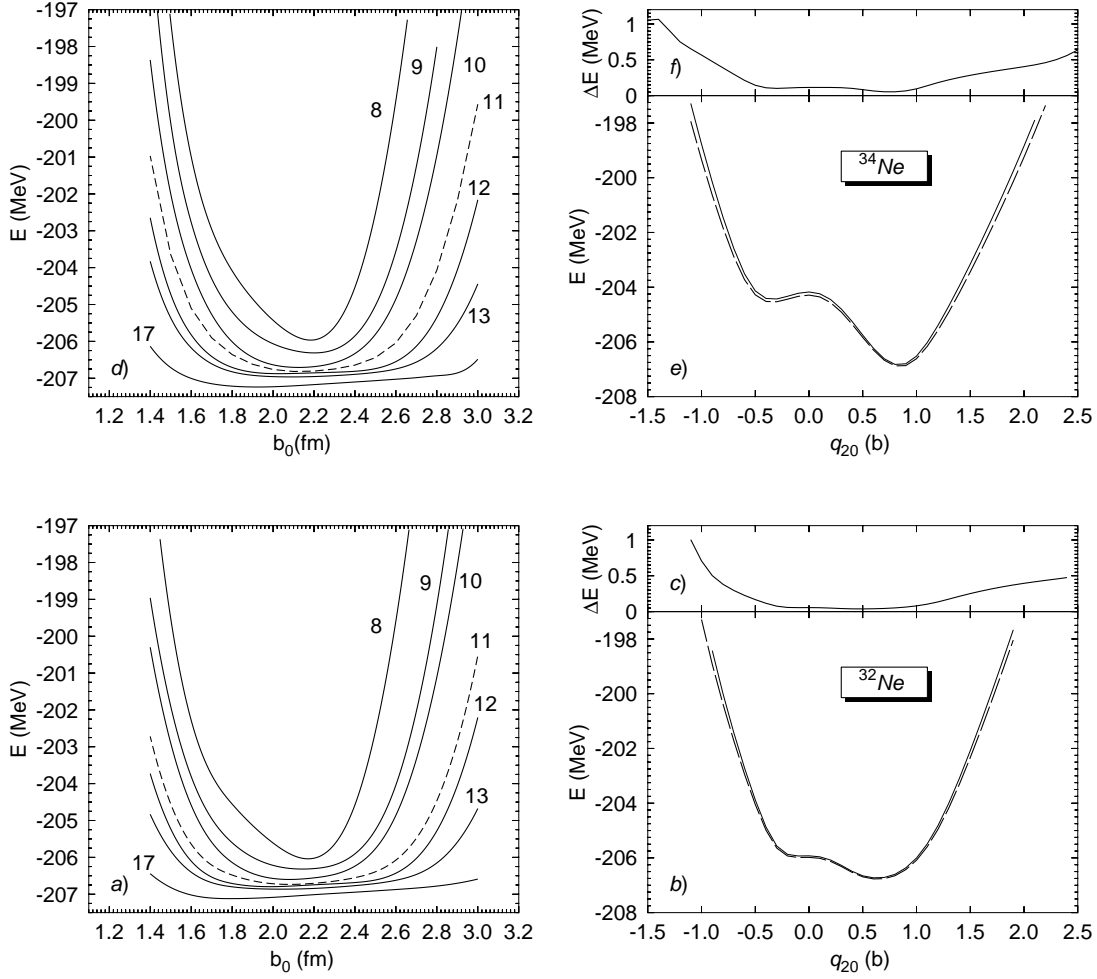 -197
-198
-199
-200
-201
-202
-203
-204
-205
-206
-207
E (MeV)
8
9
10
11
12
13
17
d)
1.2 1.4 1.6 1.8 2.0 2.2 2.4 2.6 2.8 3.0 3.2
b0(fm)
1
0.5
0
ΔE (MeV)
f)
-198
-200
-202
-204
-206
-208
E (MeV)
34Ne
e)
-1.5 -1.0 -0.5 0.0 0.5 1.0 1.5 2.0 2.5
q20 (b)
-197
-198
-199
-200
-201
-202
-203
-204
-205
-206
-207
E (MeV)
8
9
10
11
12
13
17
a)
1.2 1.4 1.6 1.8 2.0 2.2 2.4 2.6 2.8 3.0 3.2
b0 (fm)
1
0.5
0
ΔE (MeV)
c)
-198
-200
-202
-204
-206
-208
E (MeV)
32Ne
b)
-1.5 -1.0 -0.5 0.0 0.5 1.0 1.5 2.0 2.5
q20 (b)